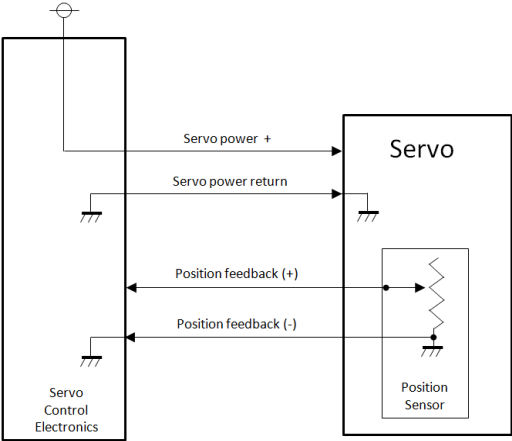 Servo power +
Servo
Servo power return
Position feedback (+)
Position feedback (-)
Servo
Control
Electronics
Position
Sensor